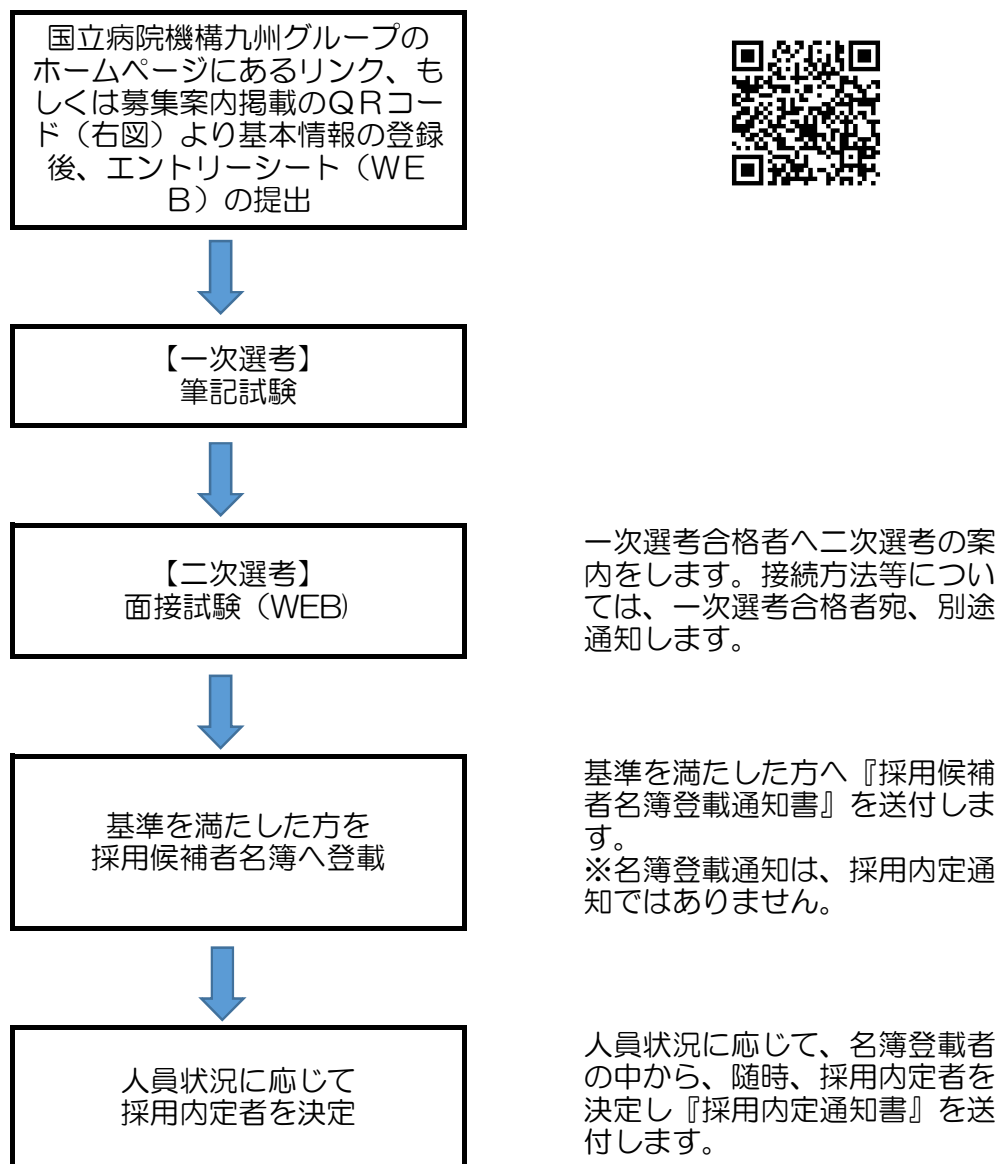 国立病院機構九州グループの
ホームページにあるリンク、も
しくは募集案内掲載のＱＲコー
ド（右図）より基本情報の登録
後、エントリーシート（ＷＥ
Ｂ）の提出
【一次選考】
筆記試験
【二次選考】
面接試験（WEB)
一次選考合格者へ二次選考の案
内をします。接続方法等につい
ては、一次選考合格者宛、別途
通知します。
基準を満たした方を
採用候補者名簿へ登載
基準を満たした方へ『採用候補
者名簿登載通知書』を送付しま
す。
※名簿登載通知は、採用内定通
知ではありません。
人員状況に応じて
採用内定者を決定
人員状況に応じて、名簿登載者
の中から、随時、採用内定者を
決定し『採用内定通知書』を送
付します。